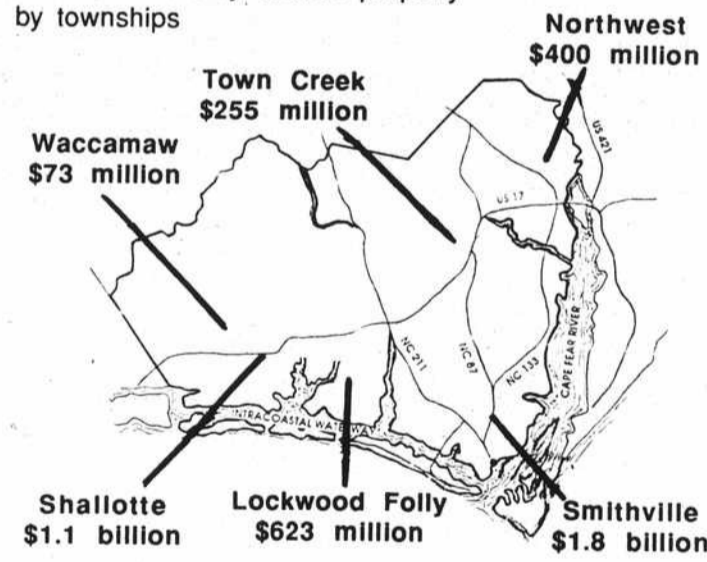 by townships
Northwest
$400 million
Town Creek
$255 million
Waccamaw
$73 million
US 421
US 17
NC 211
NC 87
NC 133
CAPE FEAR RIVER
INTRACOASTAL WATERWAY
Shallotte
$1.1 billion
Lockwood Folly
$623 million
Smithville
$1.8 billion